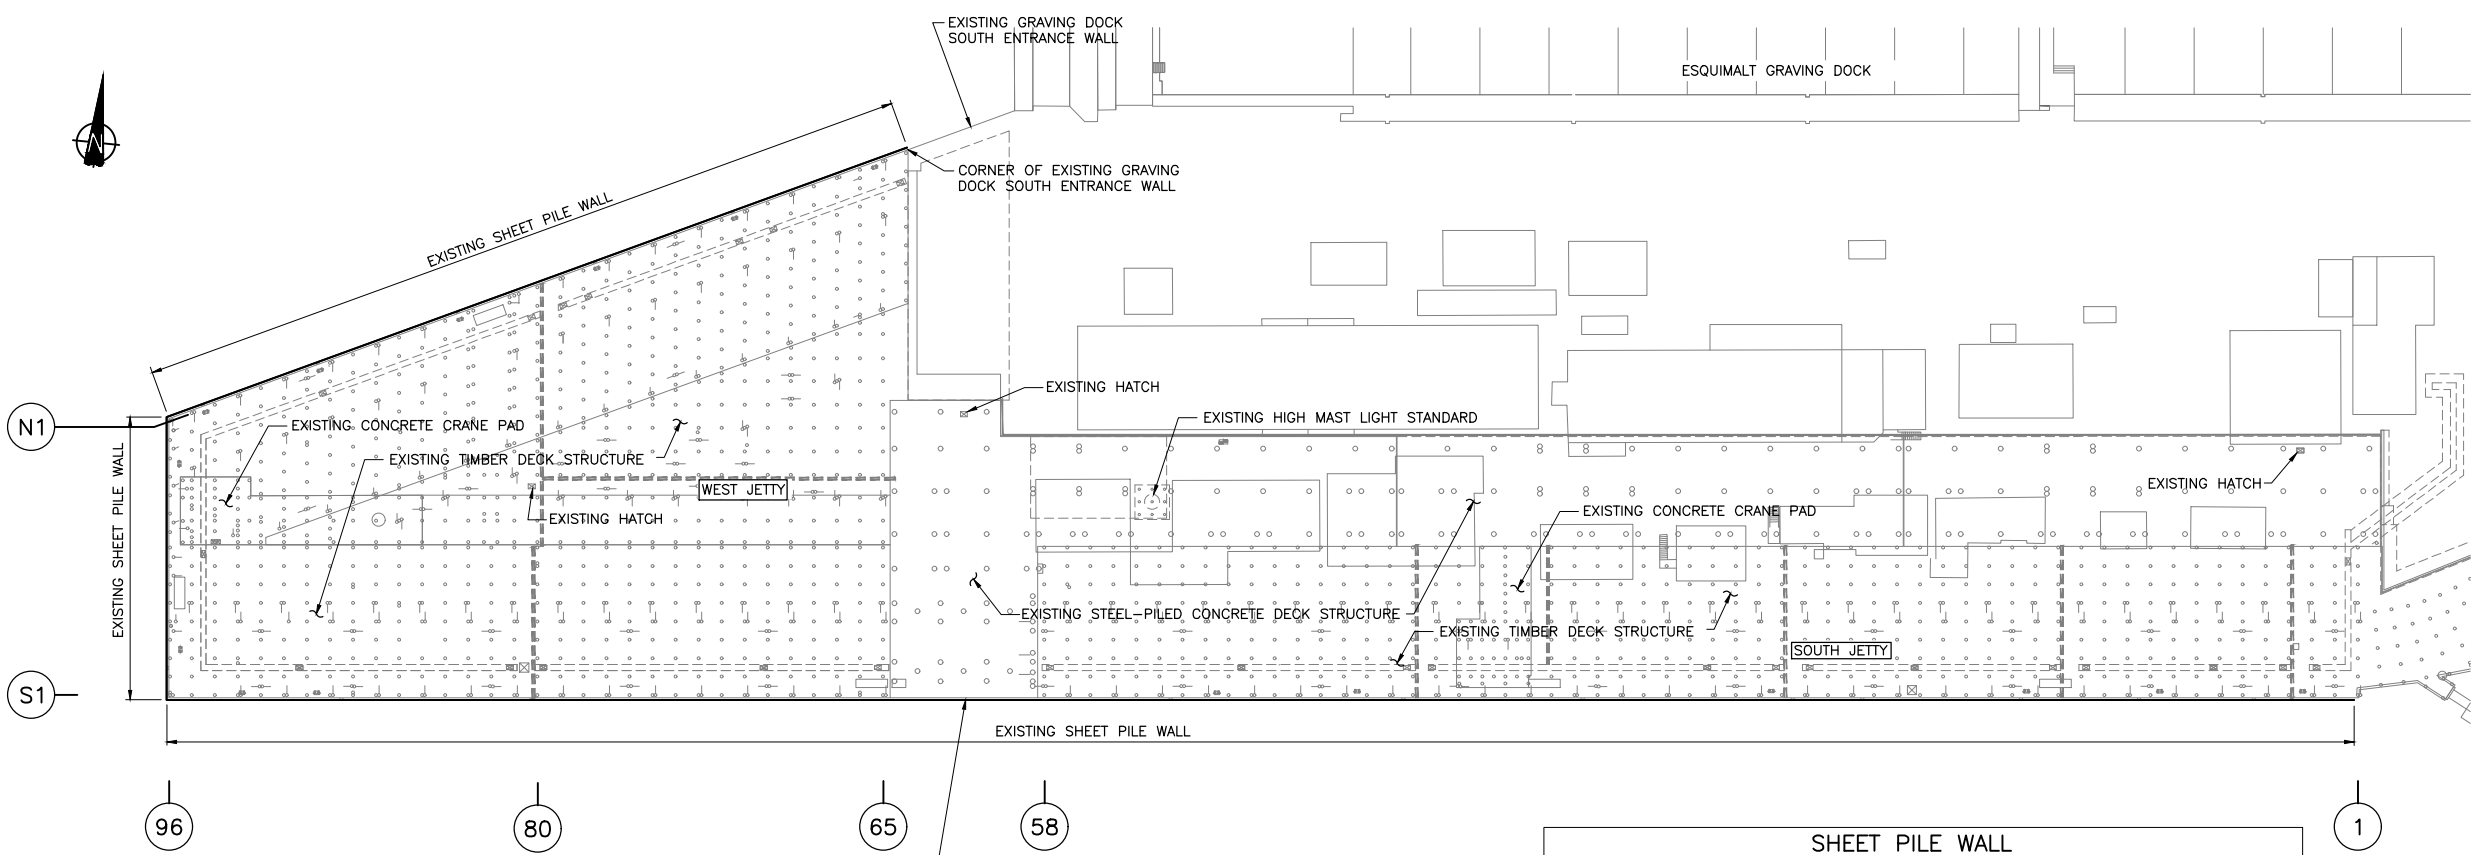 EXISTING GRAVING DOCK
SOUTH ENTRANCE WALL
ESQUIMALT GRAVING DOCK
N
CORNER OF EXISTING GRAVING
DOCK SOUTH ENTRANCE WALL
EXISTING SHEET PILE WALL
EXISTING HATCH
N1
EXISTING CONCRETE CRANE PAD
EXISTING HIGH MAST LIGHT STANDARD
EXISTING TIMBER DECK STRUCTURE
WEST JETTY
EXISTING HATCH
EXISTING HATCH
EXISTING CONCRETE CRANE PAD
EXISTING SHEET PILE WALL
EXISTING STEEL-PILED CONCRETE DECK STRUCTURE
EXISTING TIMBER DECK STRUCTURE
SOUTH JETTY
S1
EXISTING SHEET PILE WALL
96
80
65
58
1
SHEET PILE WALL